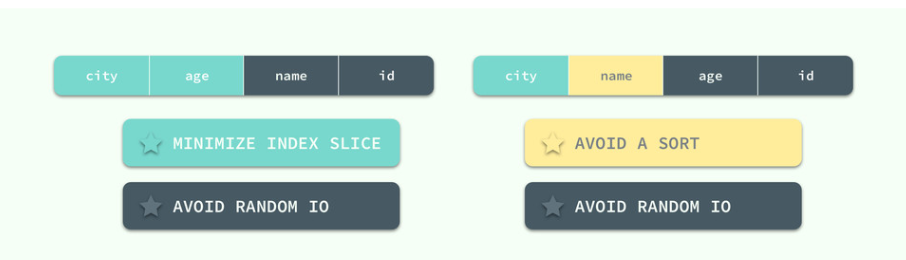 city age name id
MINIMIZE INDEX SLICE
AVOID RANDOM IO
city name age id
AVOID A SORT
AVOID RANDOM IO